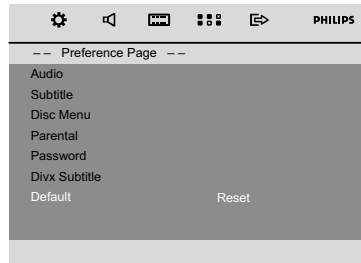 PHILIPS
-- Preference Page --
Audio
Subtitle
Disc Menu
Parental
Password
Divx Subtitle
Default Reset